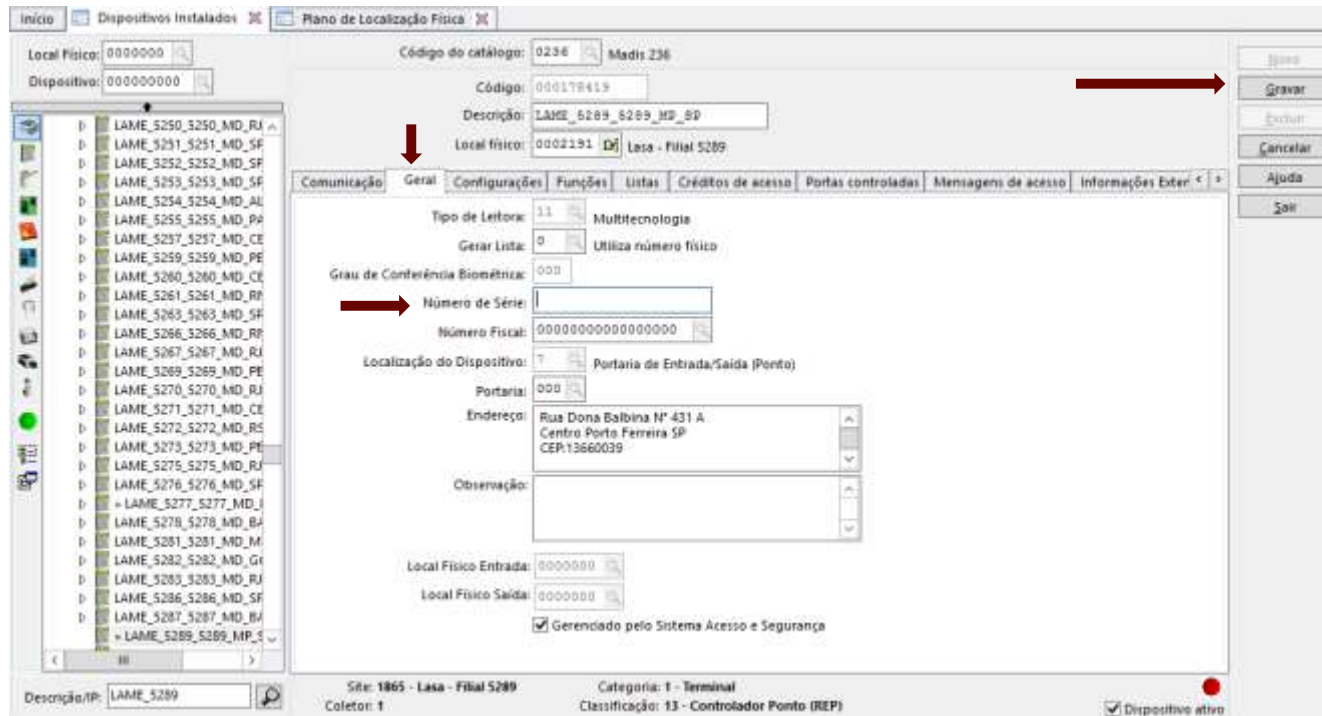 Início
Dispositivos Instalados
Plano de Localização Física
Local Físico: 0000000
Dispositivo: 000000000
Código do catálogo: 0236 Madis 236
Código: 000178419
Descrição: LAME_5289_5289_MP_SP
Local físico: 0002191 Lasa - Filial 5289
Novo
Gravar
Excluir
Cancelar
Ajuda
Sair
LAME_5250_5250_MD_RJ
LAME_5251_5251_MD_SP
LAME_5252_5252_MD_SP
LAME_5253_5253_MD_SP
LAME_5254_5254_MD_AL
LAME_5255_5255_MD_PA
LAME_5257_5257_MD_CE
LAME_5259_5259_MD_PE
LAME_5260_5260_MD_CE
LAME_5261_5261_MD_RN
LAME_5263_5263_MD_SP
LAME_5266_5266_MD_RN
LAME_5267_5267_MD_RJ
LAME_5269_5269_MD_PE
LAME_5270_5270_MD_RJ
LAME_5271_5271_MD_CE
LAME_5272_5272_MD_RS
LAME_5273_5273_MD_PE
LAME_5275_5275_MD_RJ
LAME_5276_5276_MD_SP
LAME_5277_5277_MD_
LAME_5278_5278_MD_BA
LAME_5281_5281_MD_M
LAME_5282_5282_MD_G
LAME_5283_5283_MD_RJ
LAME_5286_5286_MD_SP
LAME_5287_5287_MD_BA
LAME_5289_5289_MP_S
Descrição/IP: LAME_5289
Comunicação
Geral
Configurações
Funções
Listas
Créditos de acesso
Portas controladas
Mensagens de acesso
Informações Exter
Tipo de Leitora: 11 Multitecnologia
Gerar Lista: 0 Utiliza número físico
Grau de Conferência Biométrica: 000
Número de Série:
Número Fiscal: 00000000000000000
Localização do Dispositivo: 7 Portaria de Entrada/Saída (Ponto)
Portaria: 000
Endereço: Rua Dona Balbina N° 431 A
Centro Porto Ferreira SP
CEP:13660039
Observação:
Local Físico Entrada: 0000000
Local Físico Saída: 0000000
Gerenciado pelo Sistema Acesso e Segurança
Site: 1865 - Lasa - Filial 5289
Categoria: 1 - Terminal
Coletor: 1
Classificação: 13 - Controlador Ponto (REP)
Dispositivo ativo